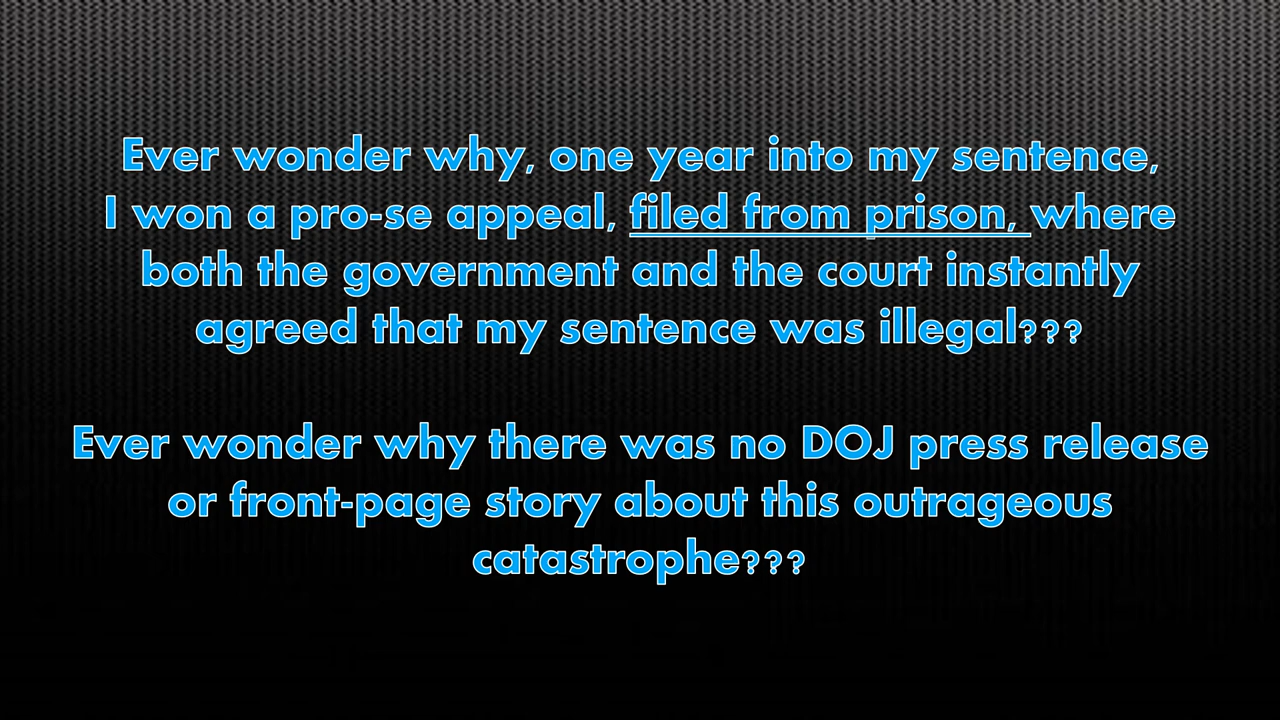 Ever wonder why, one year into my sentence,
I won a pro-se appeal, filed from prison, where
both the government and the court instantly
agreed that my sentence was illegal???
Ever wonder why there was no DOJ press release
or front-page story about this outrageous
catastrophe???